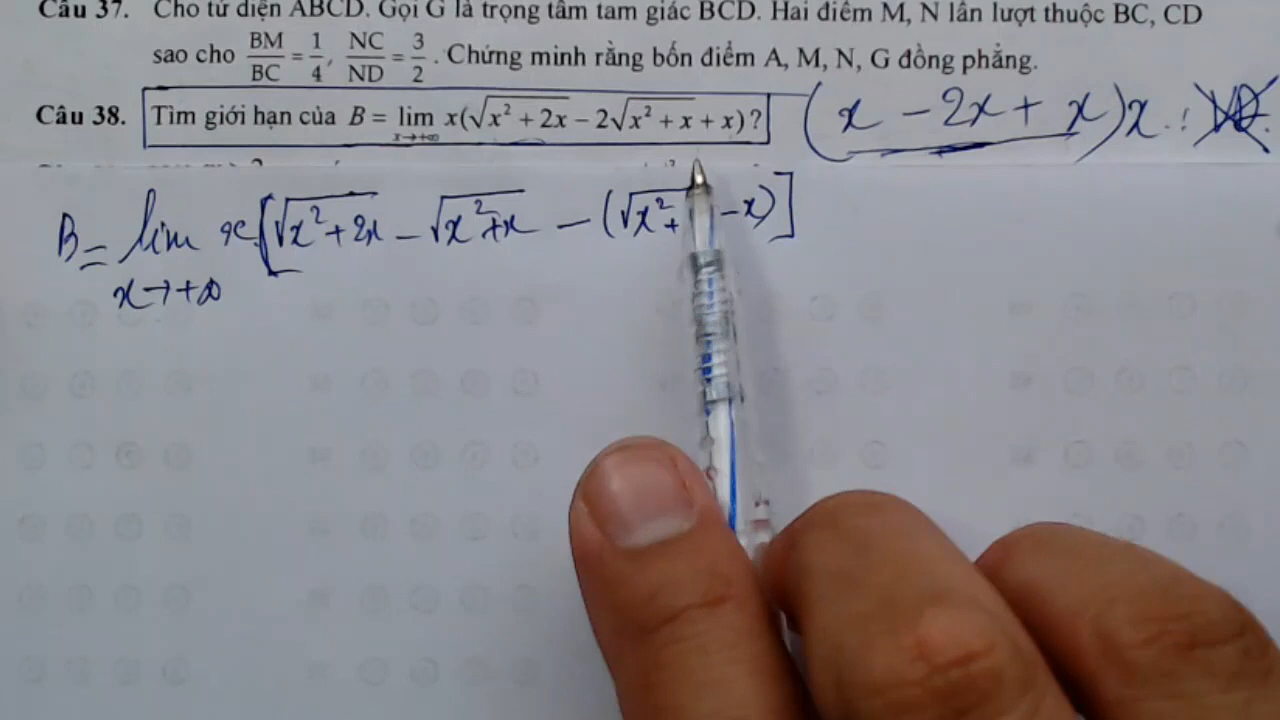 Câu 37. Cho tứ diện ABCD. Gọi G là trọng tâm tam giác BCD. Hai điểm M, N lần lượt thuộc BC, CD
sao cho BM/BC = 1/4, NC/ND = 3/2. Chứng minh rằng bốn điểm A, M, N, G đồng phẳng.
Câu 38. Tìm giới hạn của B = lim x→+∞ x(√(x² + 2x) − 2√(x² + x) + x)? (x − 2x + x)x
B = lim x→+∞ x[√(x² + 2x) − √(x² + x) − (√(x² + − x)]